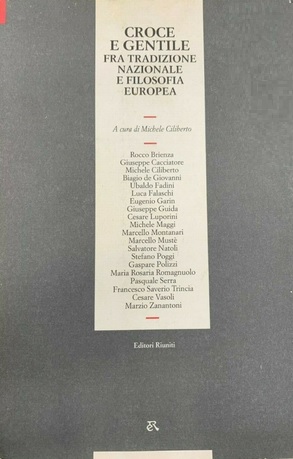 CROCE
E GENTILE
FRA TRADIZIONE
NAZIONALE
E FILOSOFIA
EUROPEA
A cura di Michele Ciliberto
Rocco Brienza
Giuseppe Cacciatore
Michele Ciliberto
Biagio de Giovanni
Ubaldo Fadini
Luca Falaschi
Eugenio Garin
Giuseppe Guida
Cesare Luporini
Michele Maggi
Marcello Montanari
Marcello Mustè
Salvatore Natoli
Stefano Poggi
Gaspare Polizzi
Maria Rosaria Romagnuolo
Pasquale Serra
Francesco Saverio Trincia
Cesare Vasoli
Marzio Zanantoni
Editori Riuniti